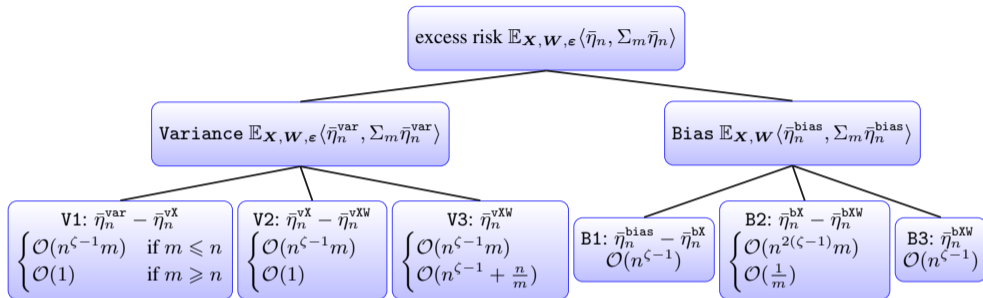 excess risk 𝔼_{𝑿,𝑾,𝜺}⟨η̄_n, Σ_m η̄_n⟩
Variance 𝔼_{𝑿,𝑾,𝜺}⟨η̄_n^{var}, Σ_m η̄_n^{var}⟩
Bias 𝔼_{𝑿,𝑾}⟨η̄_n^{bias}, Σ_m η̄_n^{bias}⟩
V1: η̄_n^{var} − η̄_n^{vX}
𝒪(n^{ζ−1}m) if m ⩽ n
𝒪(1) if m ⩾ n
V2: η̄_n^{vX} − η̄_n^{vXW}
𝒪(n^{ζ−1}m)
𝒪(1)
V3: η̄_n^{vXW}
𝒪(n^{ζ−1}m)
𝒪(n^{ζ−1} + n/m)
B1: η̄_n^{bias} − η̄_n^{bX}
𝒪(n^{ζ−1})
B2: η̄_n^{bX} − η̄_n^{bXW}
𝒪(n^{2(ζ−1)}m)
𝒪(1/m)
B3: η̄_n^{bXW}
𝒪(n^{ζ−1})